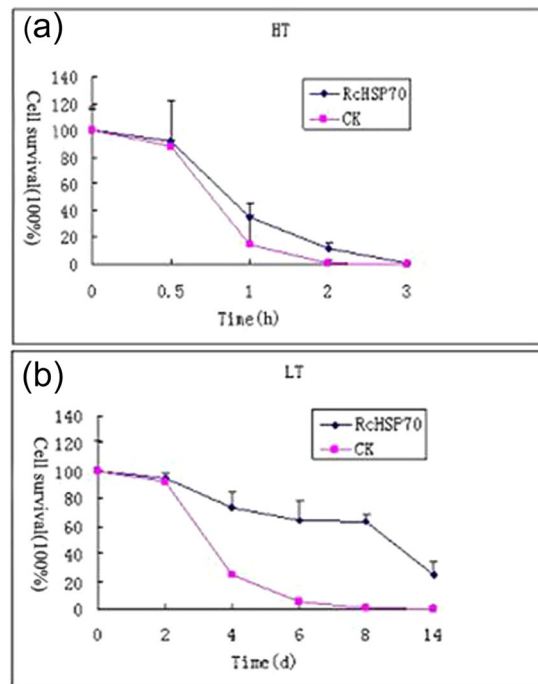 (a)
HT
140
120
100
80
60
40
20
0
Cell survival(100%)
RcHSP70
CK
0 0.5 1 2 3
Time(h)
(b)
LT
140
120
100
80
60
40
20
0
Cell survival(100%)
RcHSP70
CK
0 2 4 6 8 14
Time(d)